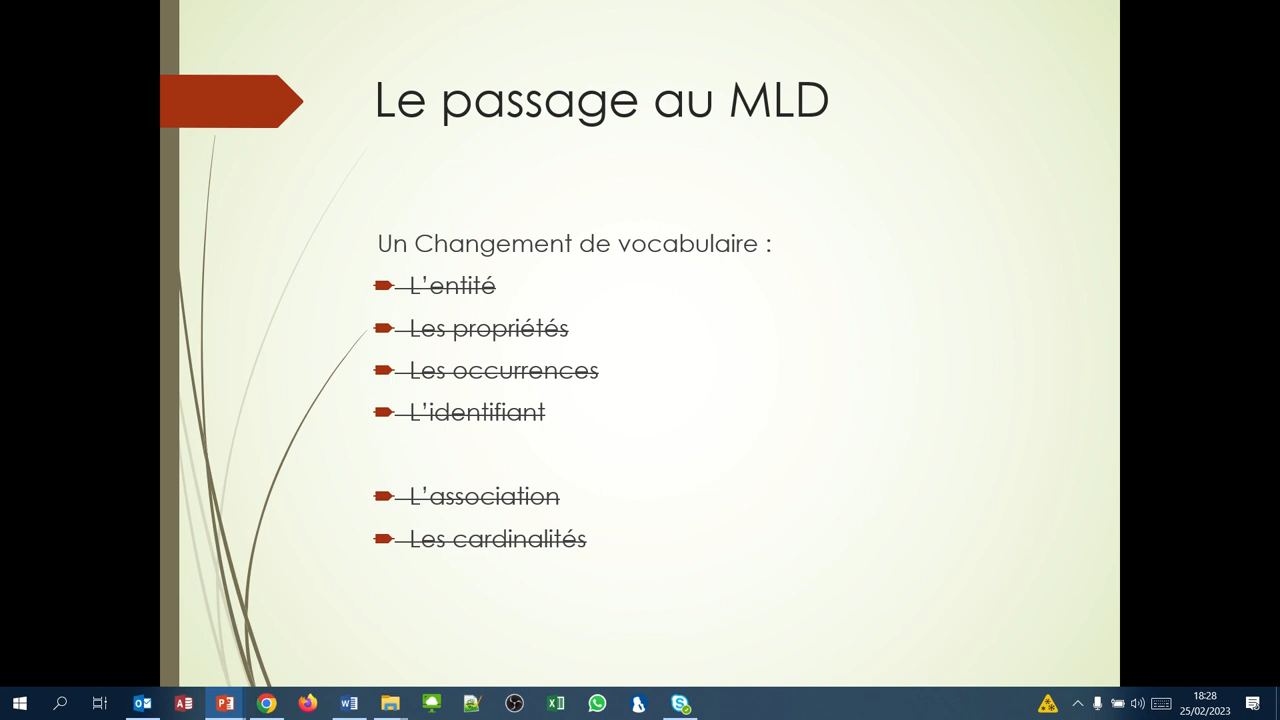 Le passage au MLD
Un Changement de vocabulaire :
L'entité
Les propriétés
Les occurrences
L'identifiant
L'association
Les cardinalités
18:28
25/02/2023